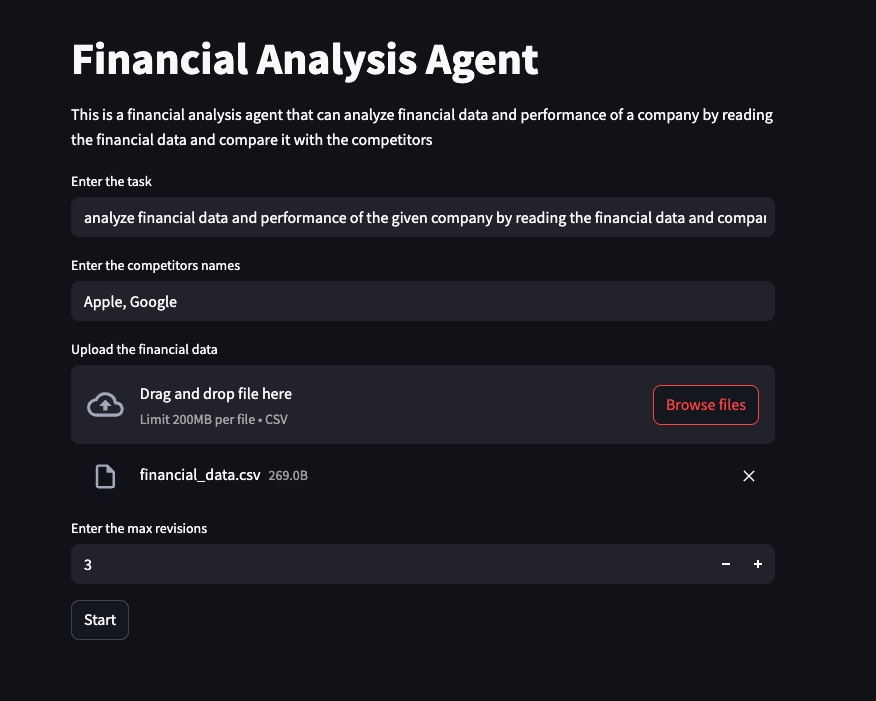 Financial Analysis Agent
This is a financial analysis agent that can analyze financial data and performance of a company by reading
the financial data and compare it with the competitors
Enter the task
analyze financial data and performance of the given company by reading the financial data and compar
Enter the competitors names
Apple, Google
Upload the financial data
Drag and drop file here
Limit 200MB per file • CSV
Browse files
financial_data.csv 269.0B
Enter the max revisions
3
Start